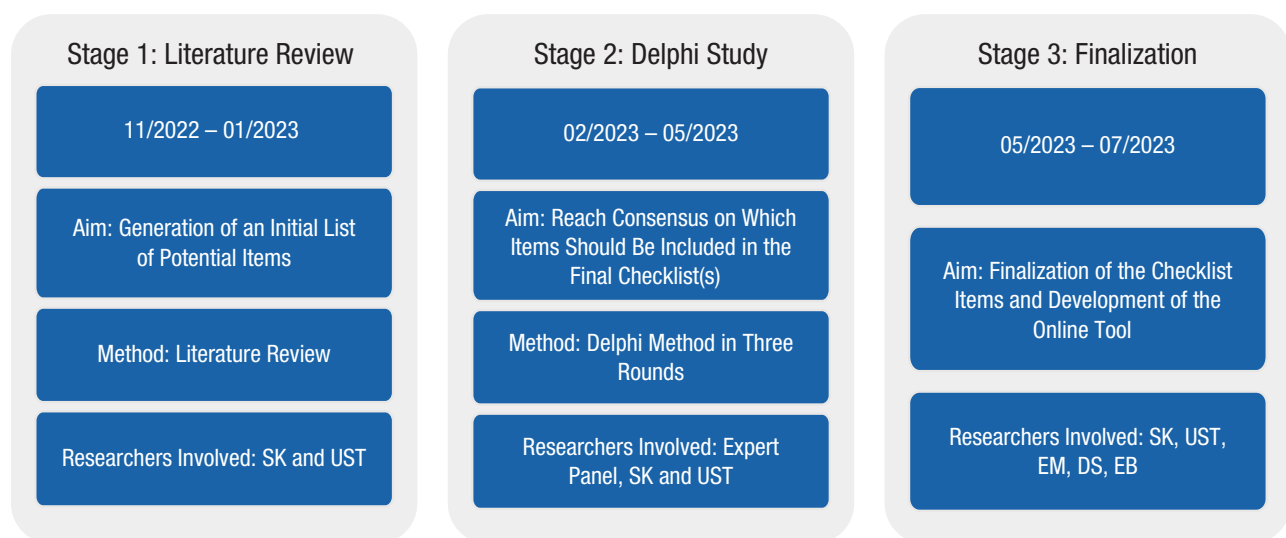 Stage 1: Literature Review
11/2022 – 01/2023
Aim: Generation of an Initial List
of Potential Items
Method: Literature Review
Researchers Involved: SK and UST
Stage 2: Delphi Study
02/2023 – 05/2023
Aim: Reach Consensus on Which
Items Should Be Included in the
Final Checklist(s)
Method: Delphi Method in Three
Rounds
Researchers Involved: Expert
Panel, SK and UST
Stage 3: Finalization
05/2023 – 07/2023
Aim: Finalization of the Checklist
Items and Development of the
Online Tool
Researchers Involved: SK, UST,
EM, DS, EB